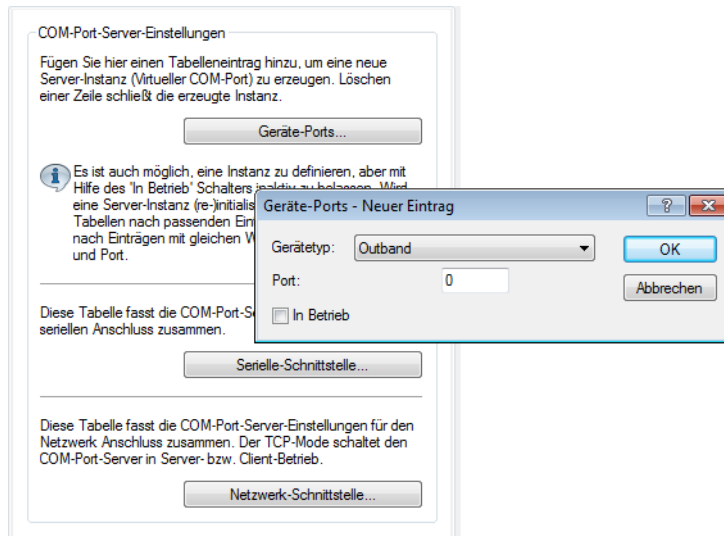 COM-Port-Server-Einstellungen
Fügen Sie hier einen Tabelleneintrag hinzu, um eine neue
Server-Instanz (Virtueller COM-Port) zu erzeugen. Löschen
einer Zeile schließt die erzeugte Instanz.
Geräte-Ports...
Es ist auch möglich, eine Instanz zu definieren, aber mit
Hilfe des 'In Betrieb' Schalters inaktiv zu belassen. Wird
eine Server-Instanz (re-)initialis
Tabellen nach passenden Ein
nach Einträgen mit gleichen W
und Port.
Geräte-Ports - Neuer Eintrag
Gerätetyp: Outband
OK
Port: 0
Abbrechen
In Betrieb
Diese Tabelle fasst die COM-Port-S
seriellen Anschluss zusammen.
Serielle-Schnittstelle...
Diese Tabelle fasst die COM-Port-Server-Einstellungen für den
Netzwerk Anschluss zusammen. Der TCP-Mode schaltet den
COM-Port-Server in Server- bzw. Client-Betrieb.
Netzwerk-Schnittstelle...